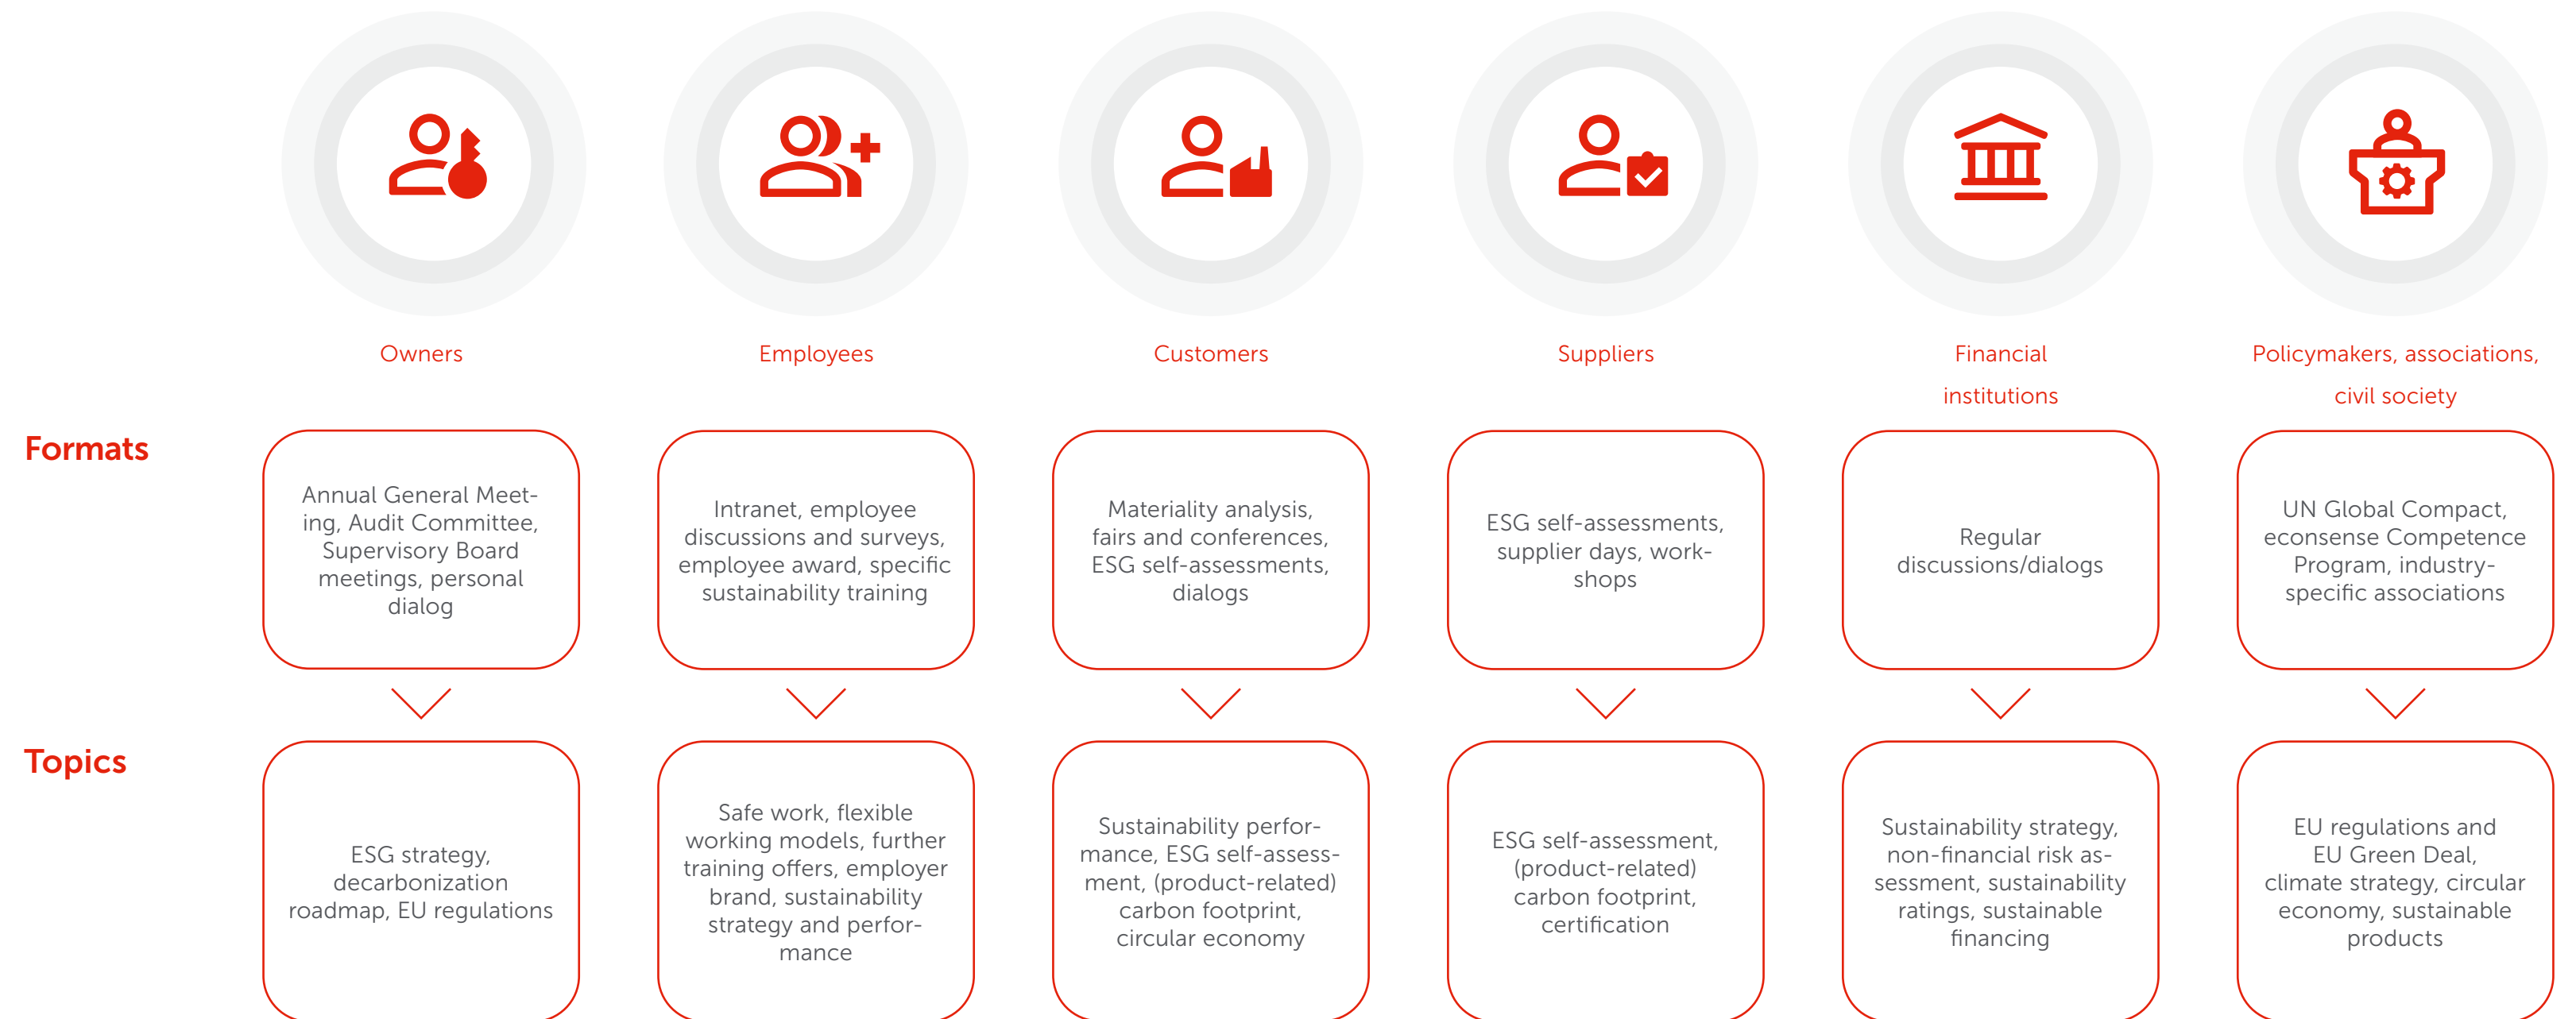 Owners
Employees
Customers
Suppliers
Financial
institutions
Policymakers, associations,
civil society
Formats
Annual General Meet-
ing, Audit Committee,
Supervisory Board
meetings, personal
dialog
Intranet, employee
discussions and surveys,
employee award, specific
sustainability training
Materiality analysis,
fairs and conferences,
ESG self-assessments,
dialogs
ESG self-assessments,
supplier days, work-
shops
Regular
discussions/dialogs
UN Global Compact,
econsense Competence
Program, industry-
specific associations
Topics
ESG strategy,
decarbonization
roadmap, EU regulations
Safe work, flexible
working models, further
training offers, employer
brand, sustainability
strategy and perfor-
mance
Sustainability perfor-
mance, ESG self-assess-
ment, (product-related)
carbon footprint,
circular economy
ESG self-assessment,
(product-related)
carbon footprint,
certification
Sustainability strategy,
non-financial risk as-
sessment, sustainability
ratings, sustainable
financing
EU regulations and
EU Green Deal,
climate strategy, circular
economy, sustainable
products